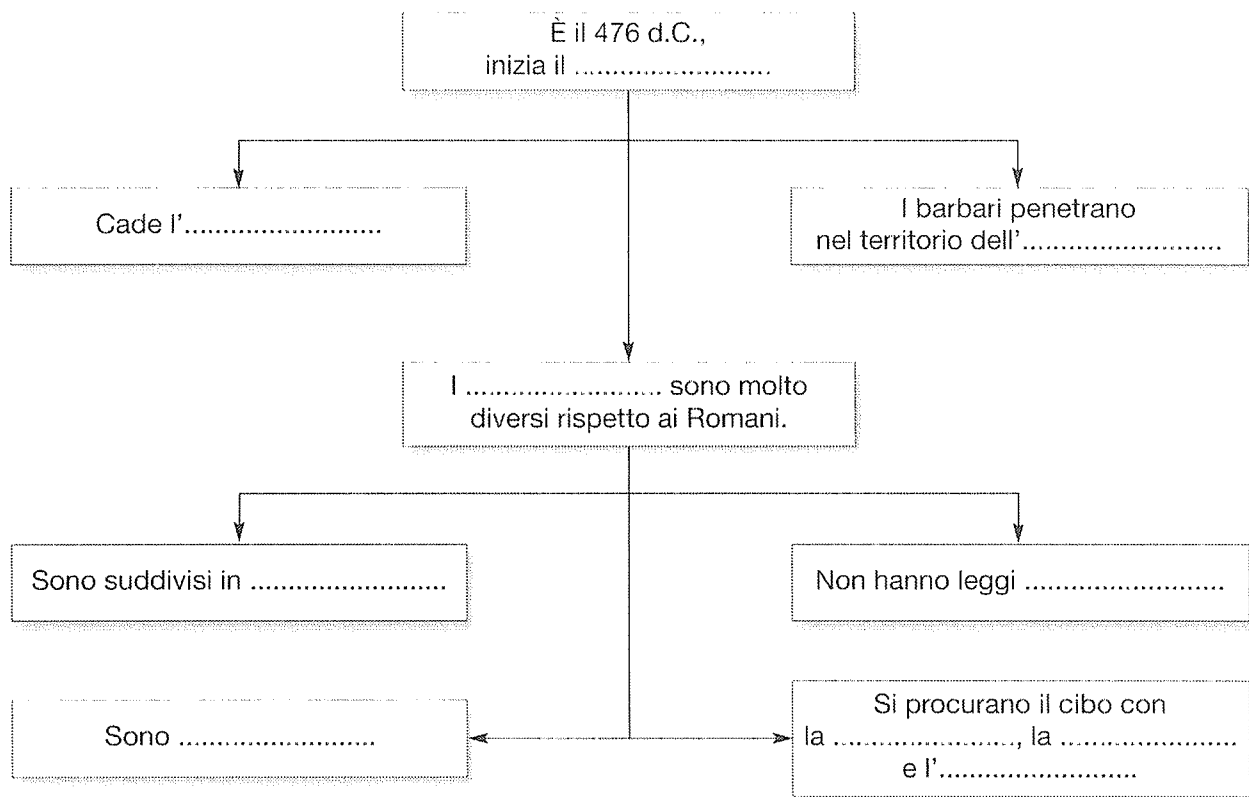 È il 476 d.C.,
inizia il ..........................
Cade l'..........................
I barbari penetrano
nel territorio dell'..........................
I .......................... sono molto
diversi rispetto ai Romani.
Sono suddivisi in ..........................
Non hanno leggi ..........................
Sono ..........................
Si procurano il cibo con
la ........................, la ........................
e l'..........................